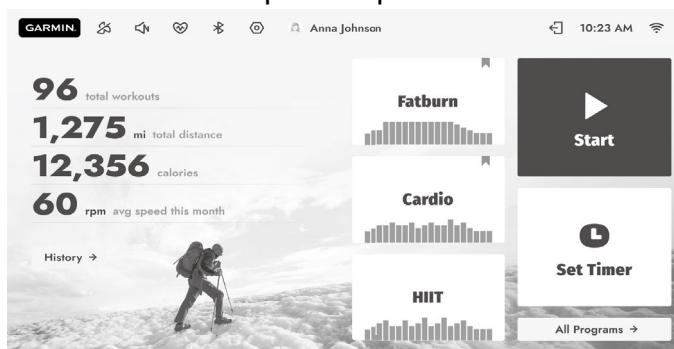 GARMIN.
Anna Johnson
10:23 AM
96 total workouts
1,275 mi total distance
12,356 calories
60 rpm avg speed this month
History →
Fatburn
Cardio
HIIT
Start
Set Timer
All Programs →